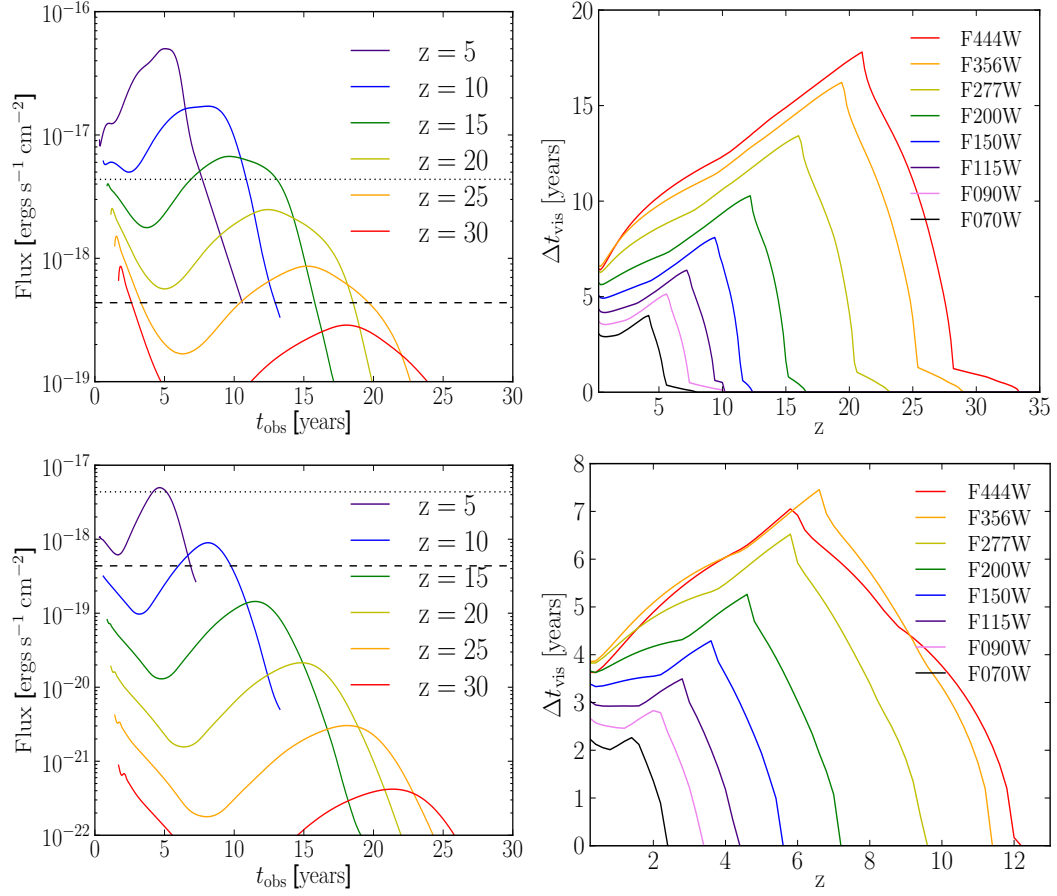 10⁻¹⁶
10⁻¹⁷
10⁻¹⁸
10⁻¹⁹
Flux [ergs s⁻¹ cm⁻²]
z = 5
z = 10
z = 15
z = 20
z = 25
z = 30
0 5 10 15 20 25 30
t_obs [years]
20
15
10
5
0
Δt_vis [years]
F444W
F356W
F277W
F200W
F150W
F115W
F090W
F070W
5 10 15 20 25 30 35
z
10⁻¹⁷
10⁻¹⁸
10⁻¹⁹
10⁻²⁰
10⁻²¹
10⁻²²
Flux [ergs s⁻¹ cm⁻²]
z = 5
z = 10
z = 15
z = 20
z = 25
z = 30
0 5 10 15 20 25 30
t_obs [years]
8
7
6
5
4
3
2
1
0
Δt_vis [years]
F444W
F356W
F277W
F200W
F150W
F115W
F090W
F070W
2 4 6 8 10 12
z